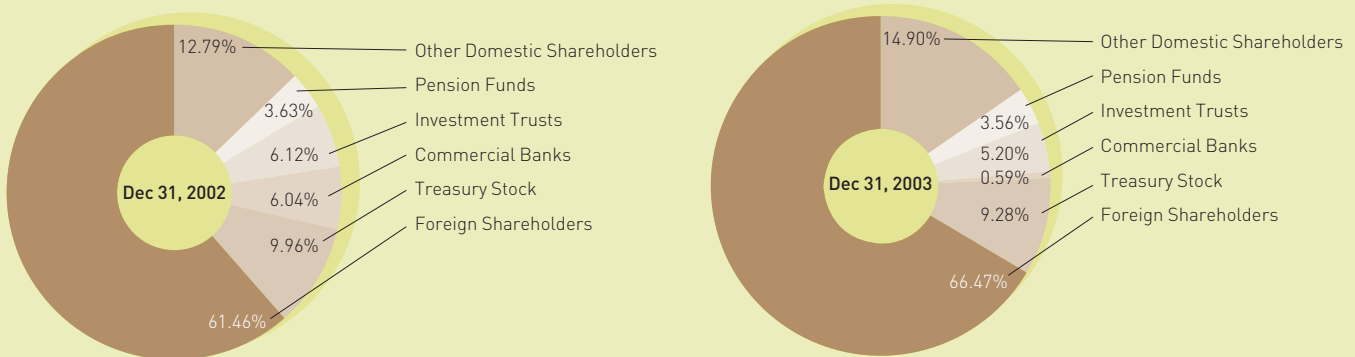 12.79%
Other Domestic Shareholders
3.63%
Pension Funds
6.12%
Investment Trusts
6.04%
Commercial Banks
9.96%
Treasury Stock
61.46%
Foreign Shareholders
Dec 31, 2002
14.90%
Other Domestic Shareholders
3.56%
Pension Funds
5.20%
Investment Trusts
0.59%
Commercial Banks
9.28%
Treasury Stock
66.47%
Foreign Shareholders
Dec 31, 2003